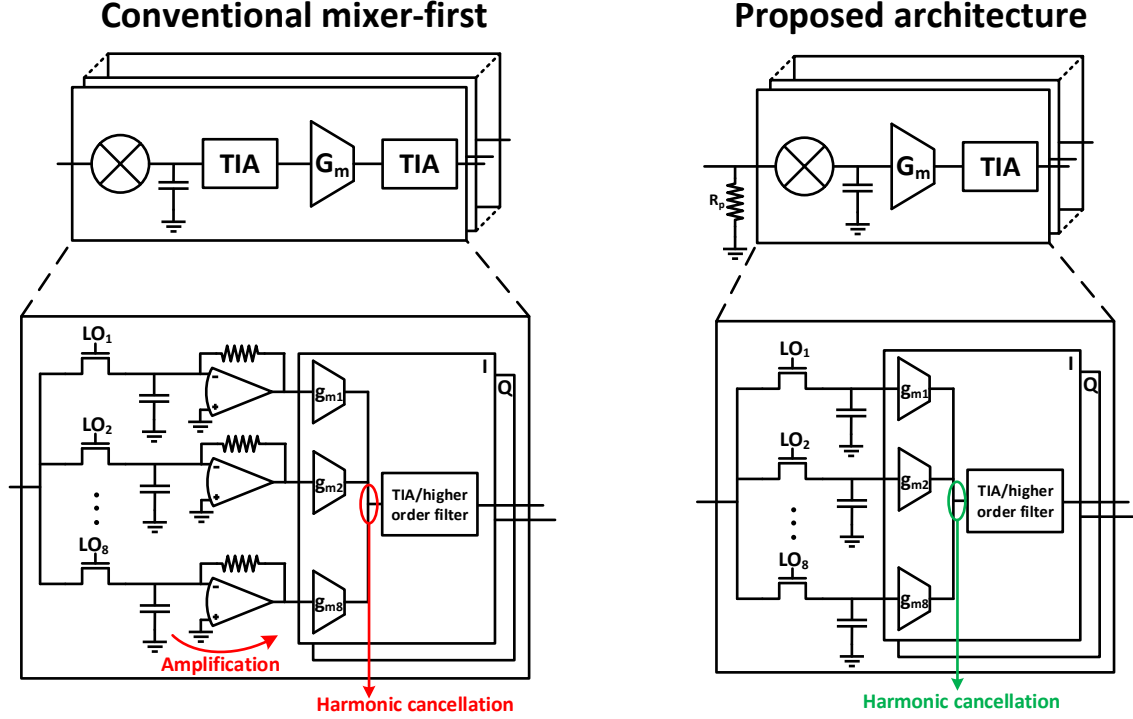 Conventional mixer-first
TIA
Gm
TIA
LO1
LO2
LO8
gm1
gm2
gm8
I
Q
TIA/higher
order filter
Amplification
Harmonic cancellation
Proposed architecture
Rp
Gm
TIA
LO1
LO2
LO8
gm1
gm2
gm8
I
Q
TIA/higher
order filter
Harmonic cancellation